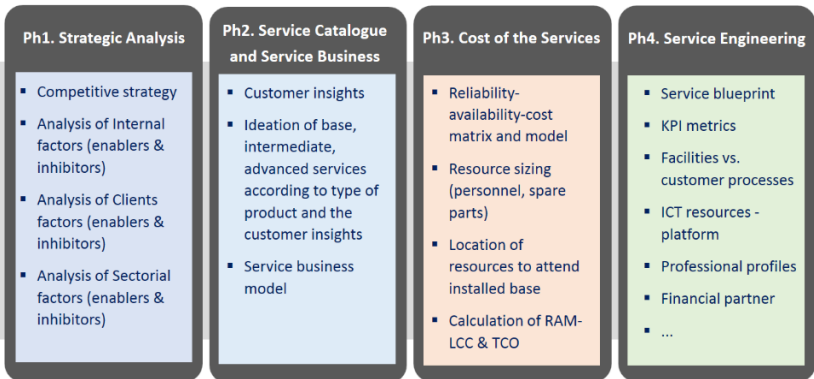 Ph1. Strategic Analysis
▪ Competitive strategy
▪ Analysis of Internal
factors (enablers &
inhibitors)
▪ Analysis of Clients
factors (enablers &
inhibitors)
▪ Analysis of Sectorial
factors (enablers &
inhibitors)
Ph2. Service Catalogue
and Service Business
▪ Customer insights
▪ Ideation of base,
intermediate,
advanced services
according to type of
product and the
customer insights
▪ Service business
model
Ph3. Cost of the Services
▪ Reliability-
availability-cost
matrix and model
▪ Resource sizing
(personnel, spare
parts)
▪ Location of
resources to attend
installed base
▪ Calculation of RAM-
LCC & TCO
Ph4. Service Engineering
▪ Service blueprint
▪ KPI metrics
▪ Facilities vs.
customer processes
▪ ICT resources -
platform
▪ Professional profiles
▪ Financial partner
▪ ...